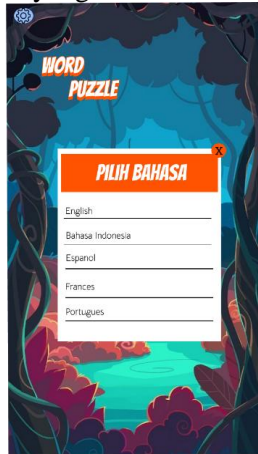 WORD
PUZZLE
X
PILIH BAHASA
English
Bahasa Indonesia
Espanol
Frances
Portugues